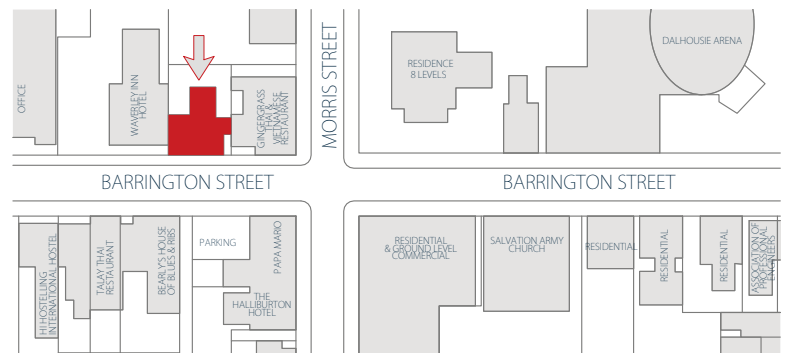 OFFICE
WAVERLEY INN
HOTEL
GINGERGRASS
THAI &
VIETNAMESE
RESTAURANT
MORRIS STREET
RESIDENCE
8 LEVELS
DALHOUSIE ARENA
BARRINGTON STREET
BARRINGTON STREET
HI HOSTELLING
INTERNATIONAL HOSTEL
TALAY THAI
RESTAURANT
BEARLY'S HOUSE
OF BLUES & RIBS
PARKING
PAPA MARIO
THE
HALLIBURTON
HOTEL
RESIDENTIAL
& GROUND LEVEL
COMMERCIAL
SALVATION ARMY
CHURCH
RESIDENTIAL
RESIDENTIAL
RESIDENTIAL
ASSOCIATION OF
PROFESSIONAL
ENGINEERS